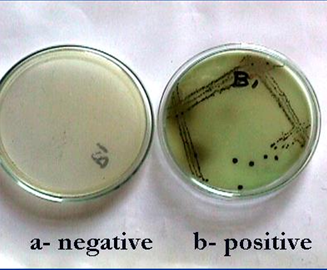 B,
a- negative
b- positive